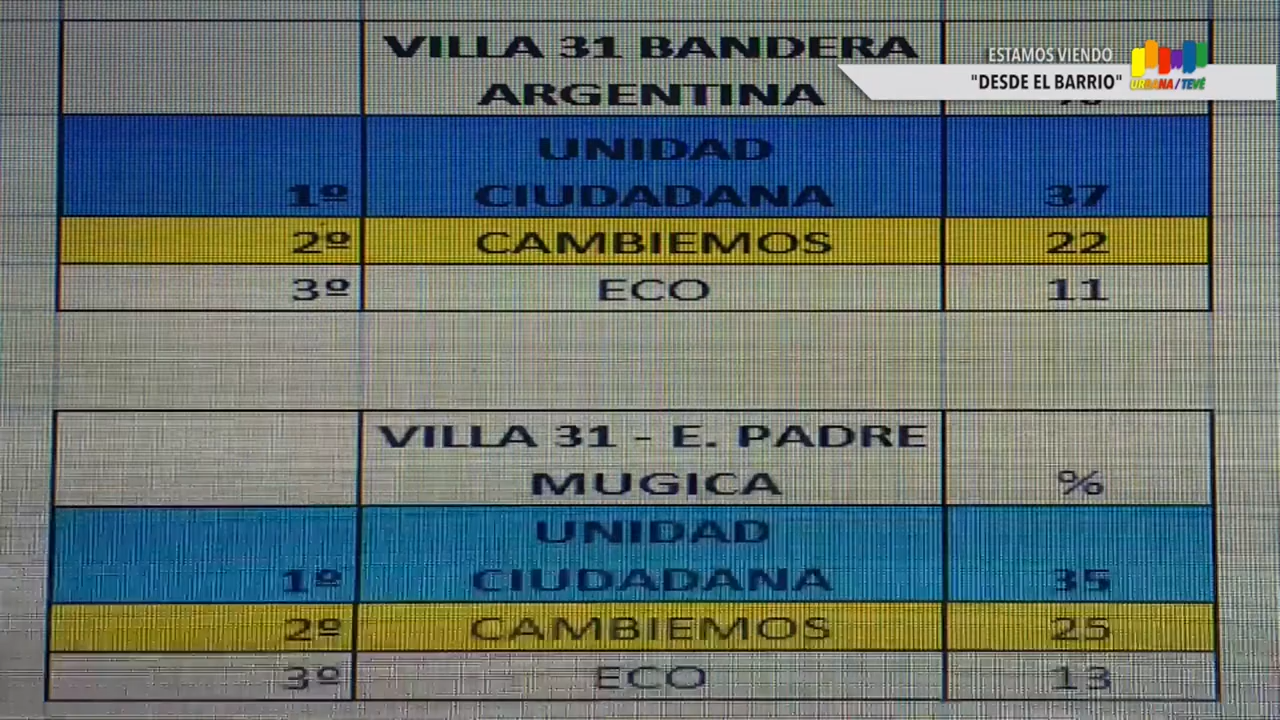 ESTAMOS VIENDO
"DESDE EL BARRIO"
URBANA/TEVÉ
VILLA 31 BANDERA
ARGENTINA %
UNIDAD
1º CIUDADANA 37
2º CAMBIEMOS 22
3º ECO 11
VILLA 31 - E. PADRE
MUGICA %
UNIDAD
1º CIUDADANA 35
2º CAMBIEMOS 25
3º ECO 13